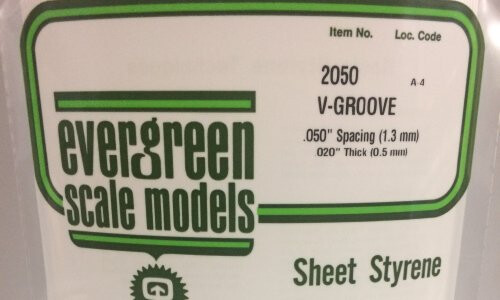 Item No. Loc. Code
2050 A 4
V-GROOVE
.050" Spacing (1.3 mm)
.020" Thick (0.5 mm)
evergreen
scale models
Sheet Styrene